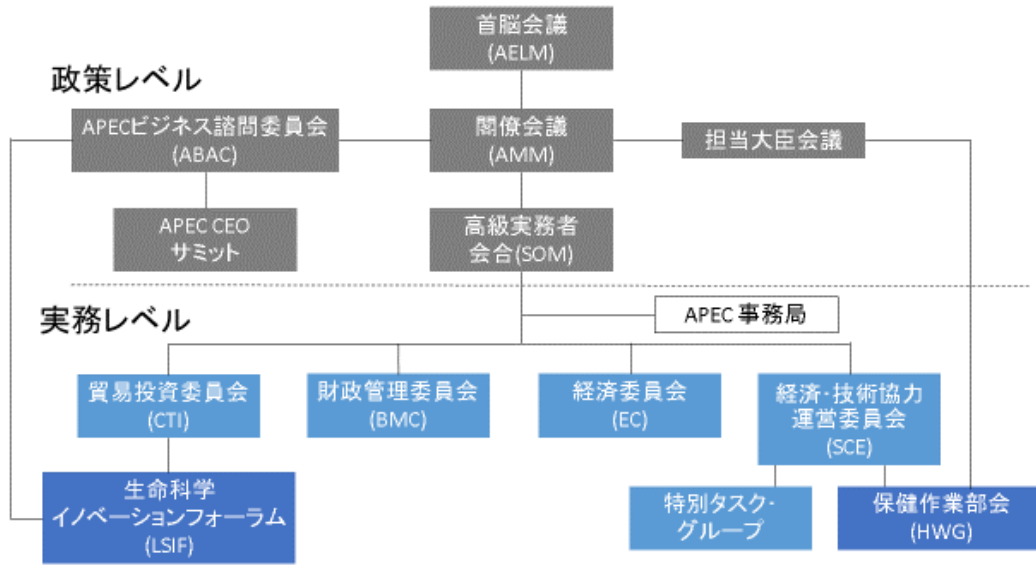 首脳会議
(AELM)
政策レベル
APECビジネス諮問委員会
(ABAC)
閣僚会議
(AMM)
担当大臣会議
APEC CEO
サミット
高級実務者
会合(SOM)
実務レベル
APEC 事務局
貿易投資委員会
(CTI)
財政管理委員会
(BMC)
経済委員会
(EC)
経済・技術協力
運営委員会
(SCE)
生命科学
イノベーションフォーラム
(LSIF)
特別タスク・
グループ
保健作業部会
(HWG)